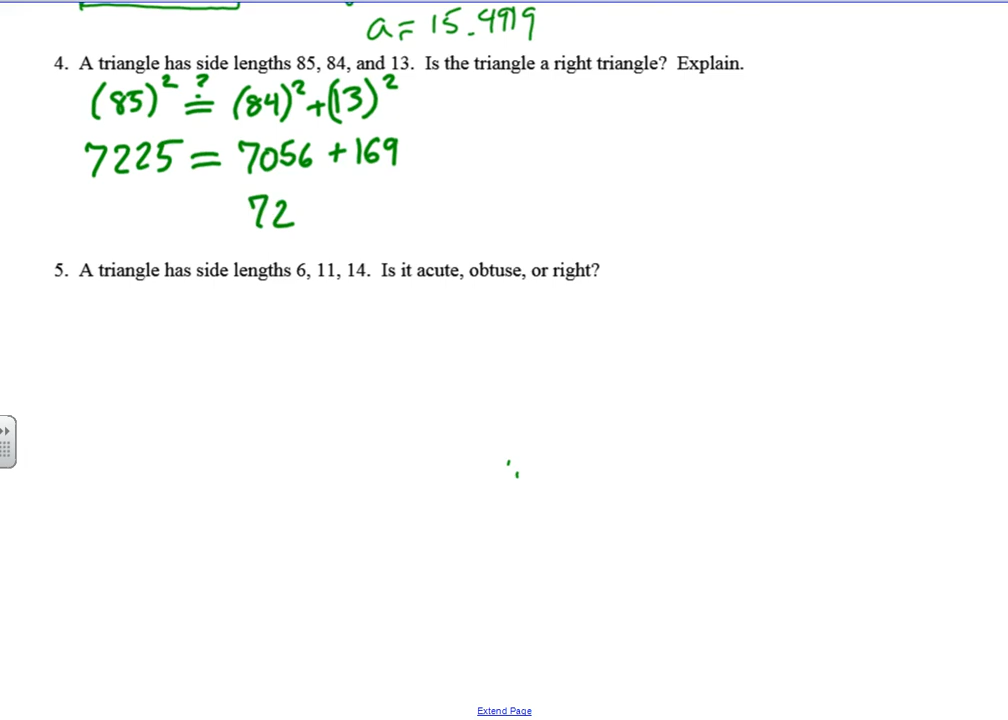 a = 15.4919
4. A triangle has side lengths 85, 84, and 13. Is the triangle a right triangle? Explain.
(85)² ≟ (84)² + (13)²
7225 = 7056 + 169
72
5. A triangle has side lengths 6, 11, 14. Is it acute, obtuse, or right?
Extend Page